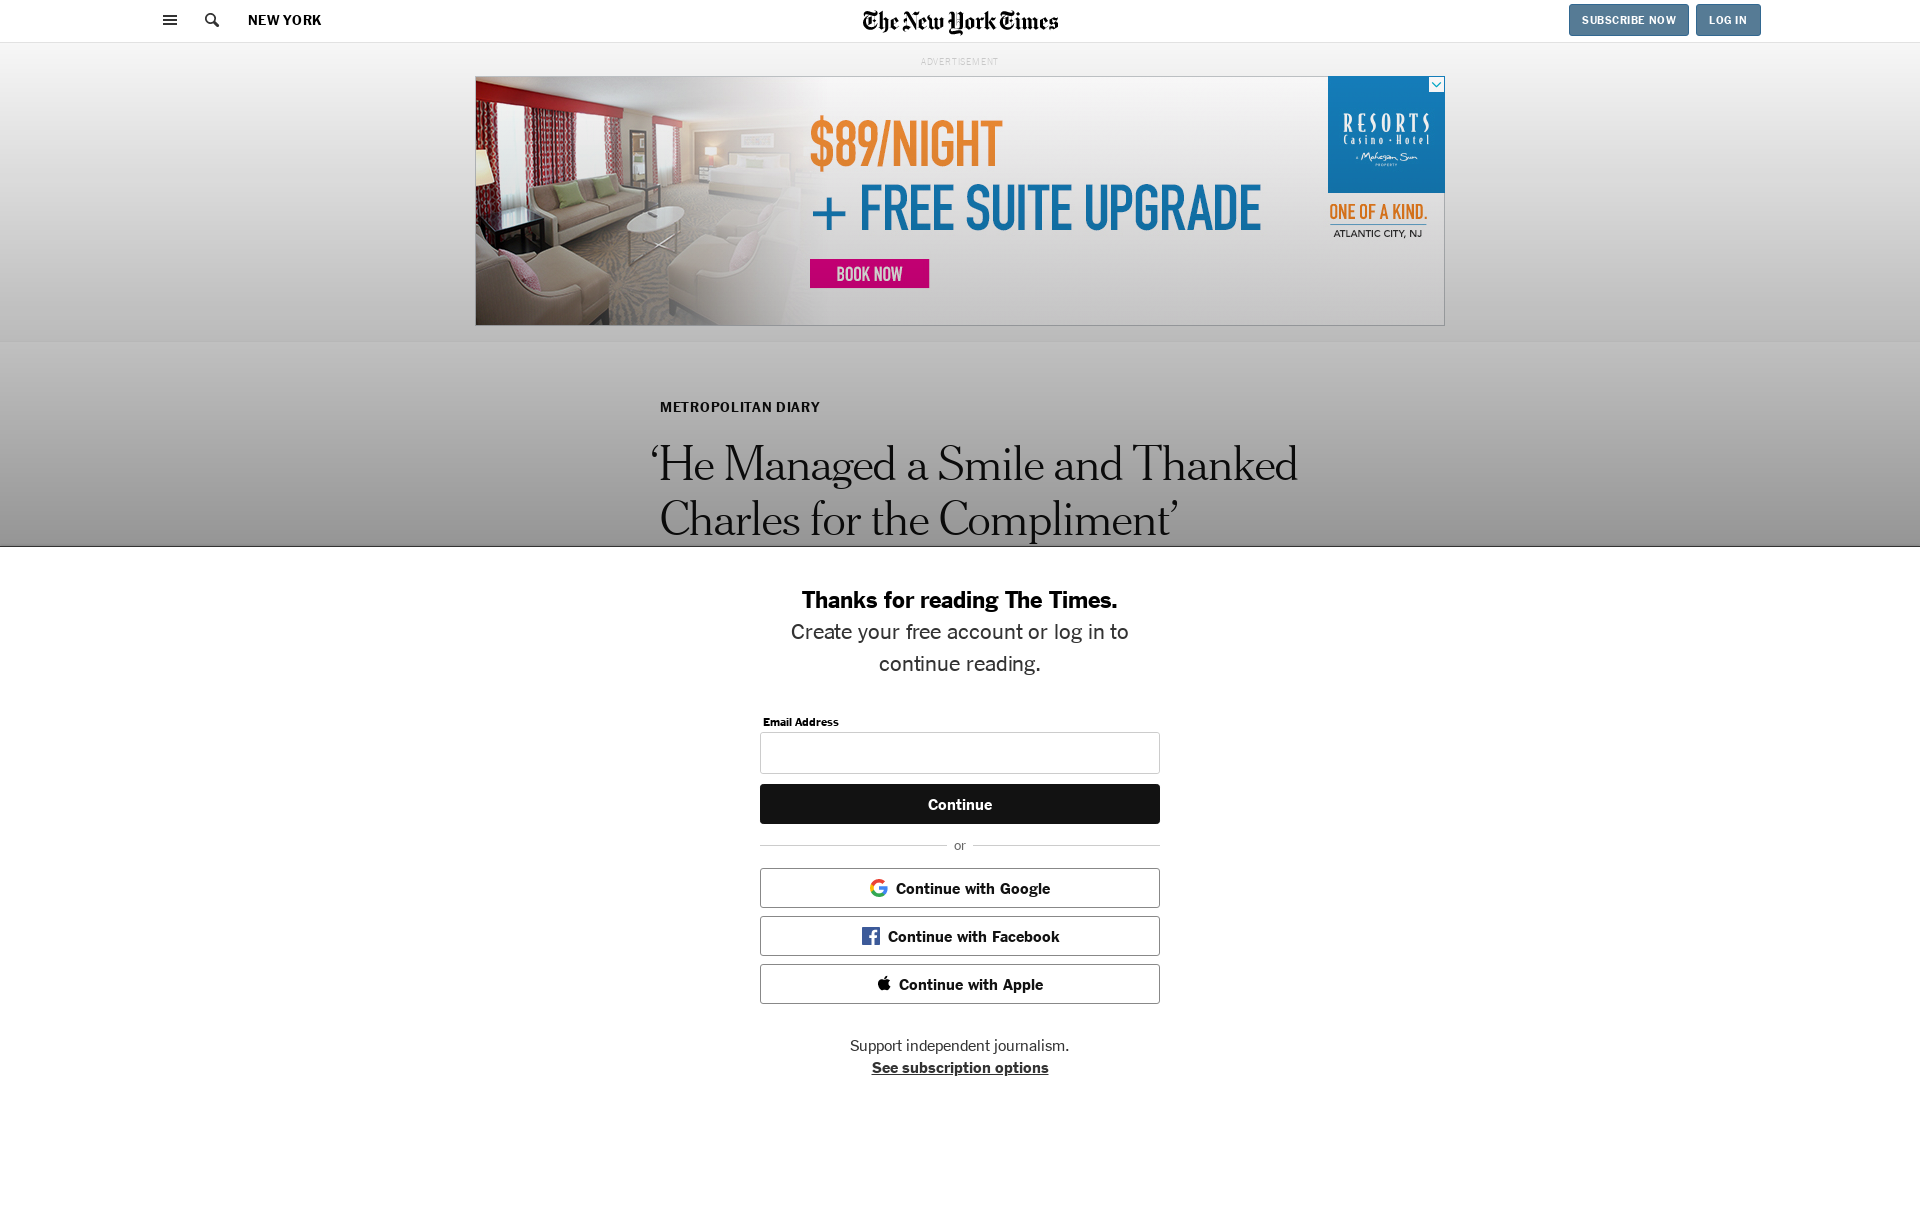 NEW YORK
The New York Times
SUBSCRIBE NOW
LOG IN
ADVERTISEMENT
$89/NIGHT
+ FREE SUITE UPGRADE
BOOK NOW
RESORTS
Casino · Hotel
a Mohegan Sun
PROPERTY
ONE OF A KIND.
ATLANTIC CITY, NJ
METROPOLITAN DIARY
‘He Managed a Smile and Thanked
Charles for the Compliment’
Thanks for reading The Times.
Create your free account or log in to
continue reading.
Email Address
Continue
or
Continue with Google
Continue with Facebook
Continue with Apple
Support independent journalism.
See subscription options